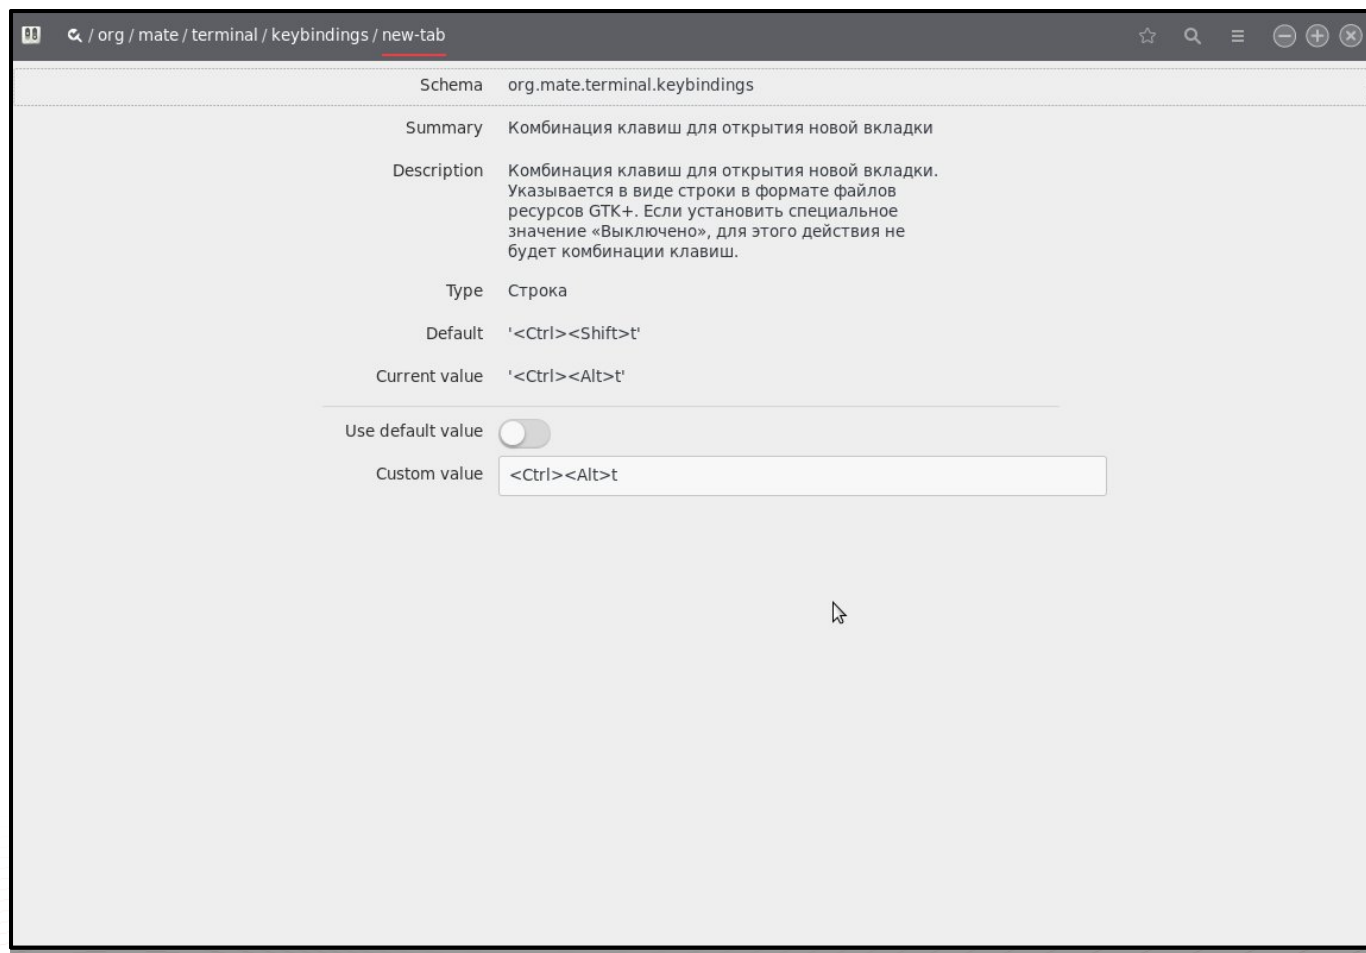 / org / mate / terminal / keybindings / new-tab
Schema org.mate.terminal.keybindings
Summary Комбинация клавиш для открытия новой вкладки
Description Комбинация клавиш для открытия новой вкладки.
Указывается в виде строки в формате файлов
ресурсов GTK+. Если установить специальное
значение «Выключено», для этого действия не
будет комбинации клавиш.
Type Строка
Default '<Ctrl><Shift>t'
Current value '<Ctrl><Alt>t'
Use default value
Custom value <Ctrl><Alt>t